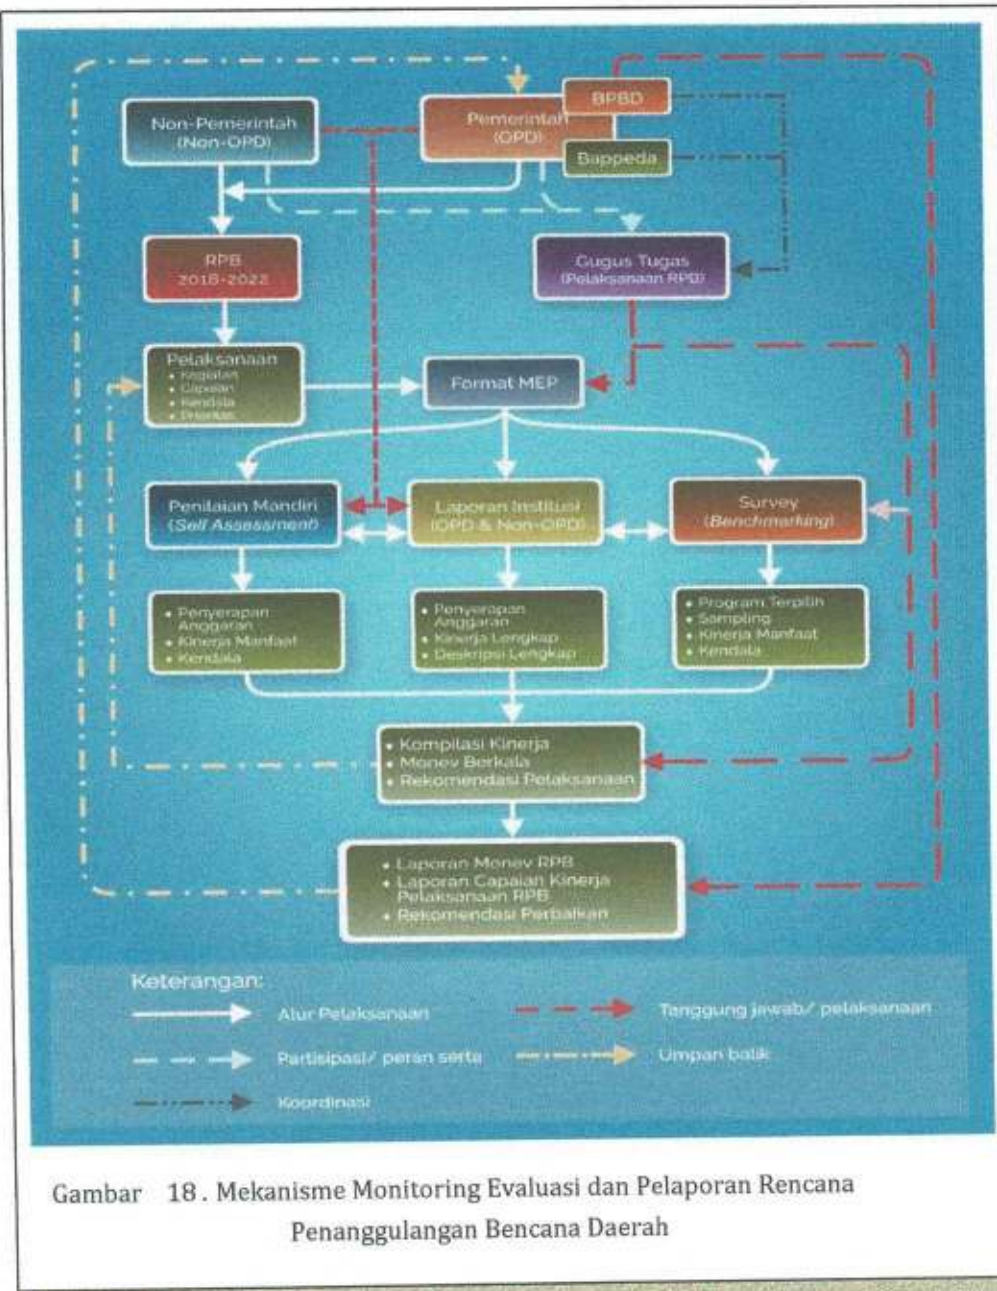 Non-Pemerintah
(Non-OPD)
Pemerintah
(OPD)
BPBD
Bappeda
RPB
2018-2022
Gugus Tugas
(Pelaksanaan RPD)
Pelaksanaan
• Kegiatan
• Capaian
• Kendala
• Prioritas
Format MEP
Penilaian Mandiri
(Self Assessment)
Laporan Institusi
(OPD & Non-OPD)
Survey
(Benchmarking)
• Penyerapan
Anggaran
• Kinerja Manfaat
• Kendala
• Penyerapan
Anggaran
• Kinerja Lengkap
• Deskripsi Lengkap
• Program Terpilih
• Sampling
• Kinerja Manfaat
• Kendala
• Kompilasi Kinerja
• Monev Berkala
• Rekomendasi Pelaksanaan
• Laporan Monev RPB
• Laporan Capaian Kinerja
Pelaksanaan RPB
• Rekomendasi Perbaikan
Keterangan:
Alur Pelaksanaan
Tanggung jawab/ pelaksanaan
Partisipasi/ peran serta
Umpan balik
Koordinasi
Gambar 18. Mekanisme Monitoring Evaluasi dan Pelaporan Rencana
Penanggulangan Bencana Daerah